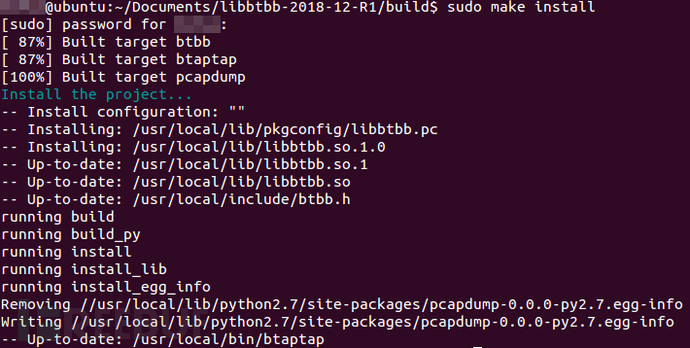 @ubuntu:~/Documents/libbtbb-2018-12-R1/build$ sudo make install
[sudo] password for :
[ 87%] Built target btbb
[ 87%] Built target btaptap
[100%] Built target pcapdump
Install the project...
-- Install configuration: ""
-- Installing: /usr/local/lib/pkgconfig/libbtbb.pc
-- Installing: /usr/local/lib/libbtbb.so.1.0
-- Up-to-date: /usr/local/lib/libbtbb.so.1
-- Up-to-date: /usr/local/lib/libbtbb.so
-- Up-to-date: /usr/local/include/btbb.h
running build
running build_py
running install
running install_lib
running install_egg_info
Removing //usr/local/lib/python2.7/site-packages/pcapdump-0.0.0-py2.7.egg-info
Writing //usr/local/lib/python2.7/site-packages/pcapdump-0.0.0-py2.7.egg-info
-- Up-to-date: /usr/local/bin/btaptap